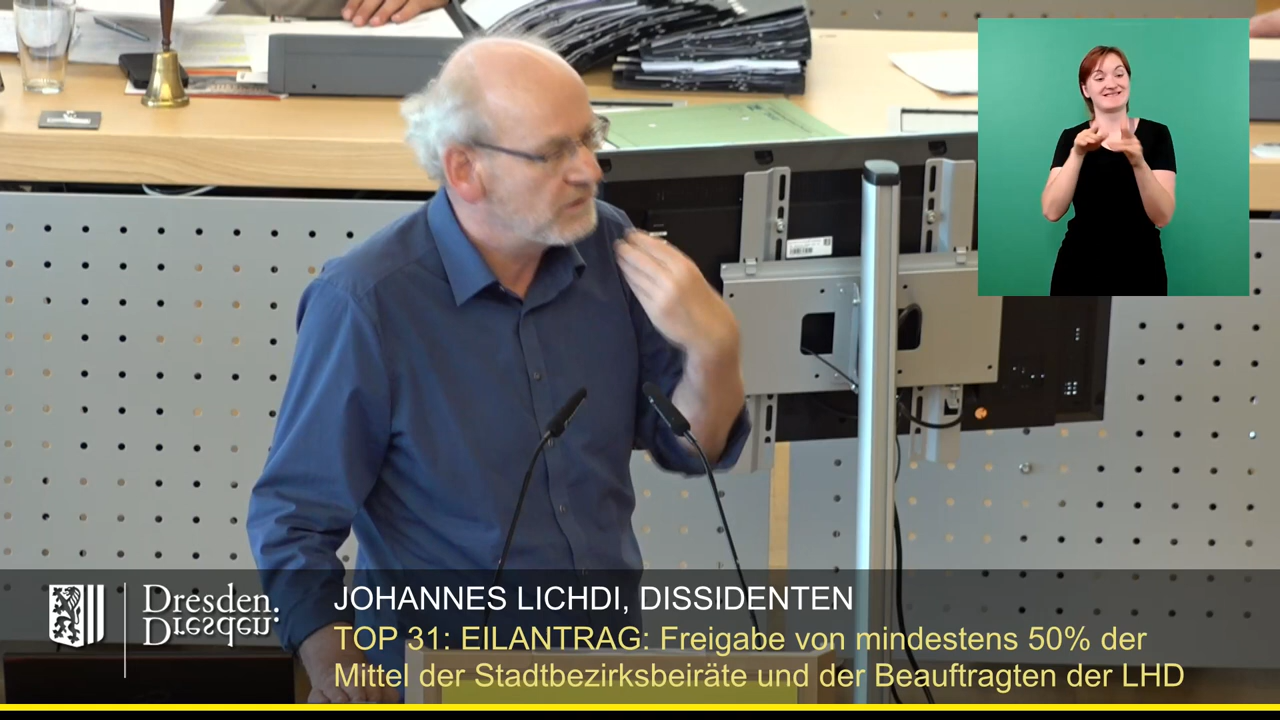 Dresden.
Dresden.
JOHANNES LICHDI, DISSIDENTEN
TOP 31: EILANTRAG: Freigabe von mindestens 50% der
Mittel der Stadtbezirksbeiräte und der Beauftragten der LHD